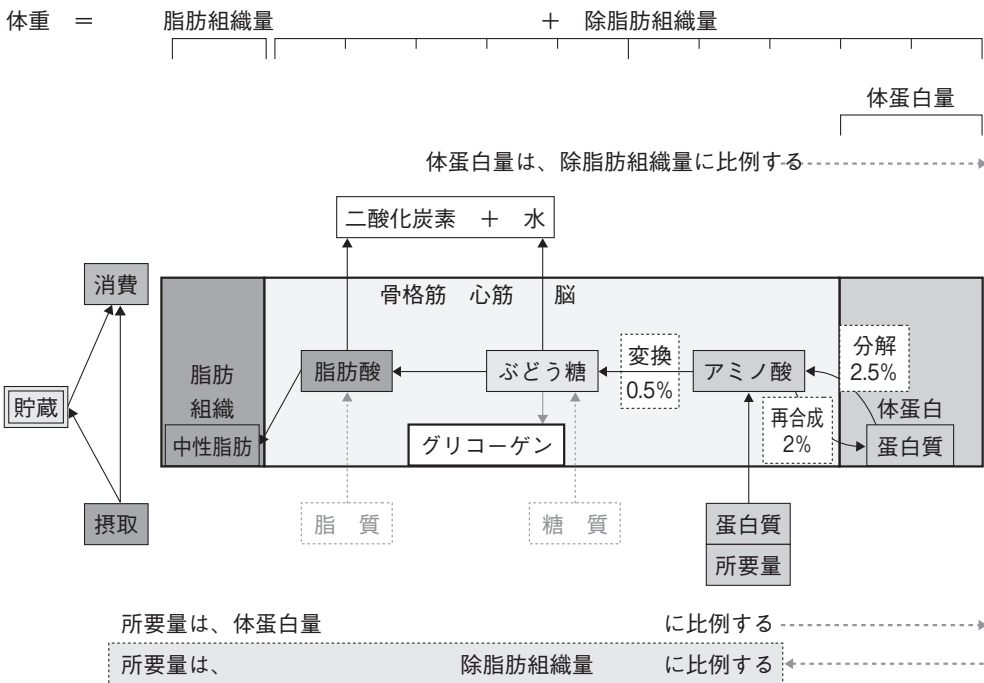 体重 = 脂肪組織量 + 除脂肪組織量
体蛋白量
体蛋白量は、除脂肪組織量に比例する
二酸化炭素 + 水
消費
骨格筋 心筋 脳
脂肪
組織
脂肪酸
ぶどう糖
変換
0.5%
アミノ酸
分解
2.5%
貯蔵
中性脂肪
グリコーゲン
再合成
2%
体蛋白
蛋白質
摂取
脂 質
糖 質
蛋白質
所要量
所要量は、体蛋白量 に比例する
所要量は、 除脂肪組織量 に比例する